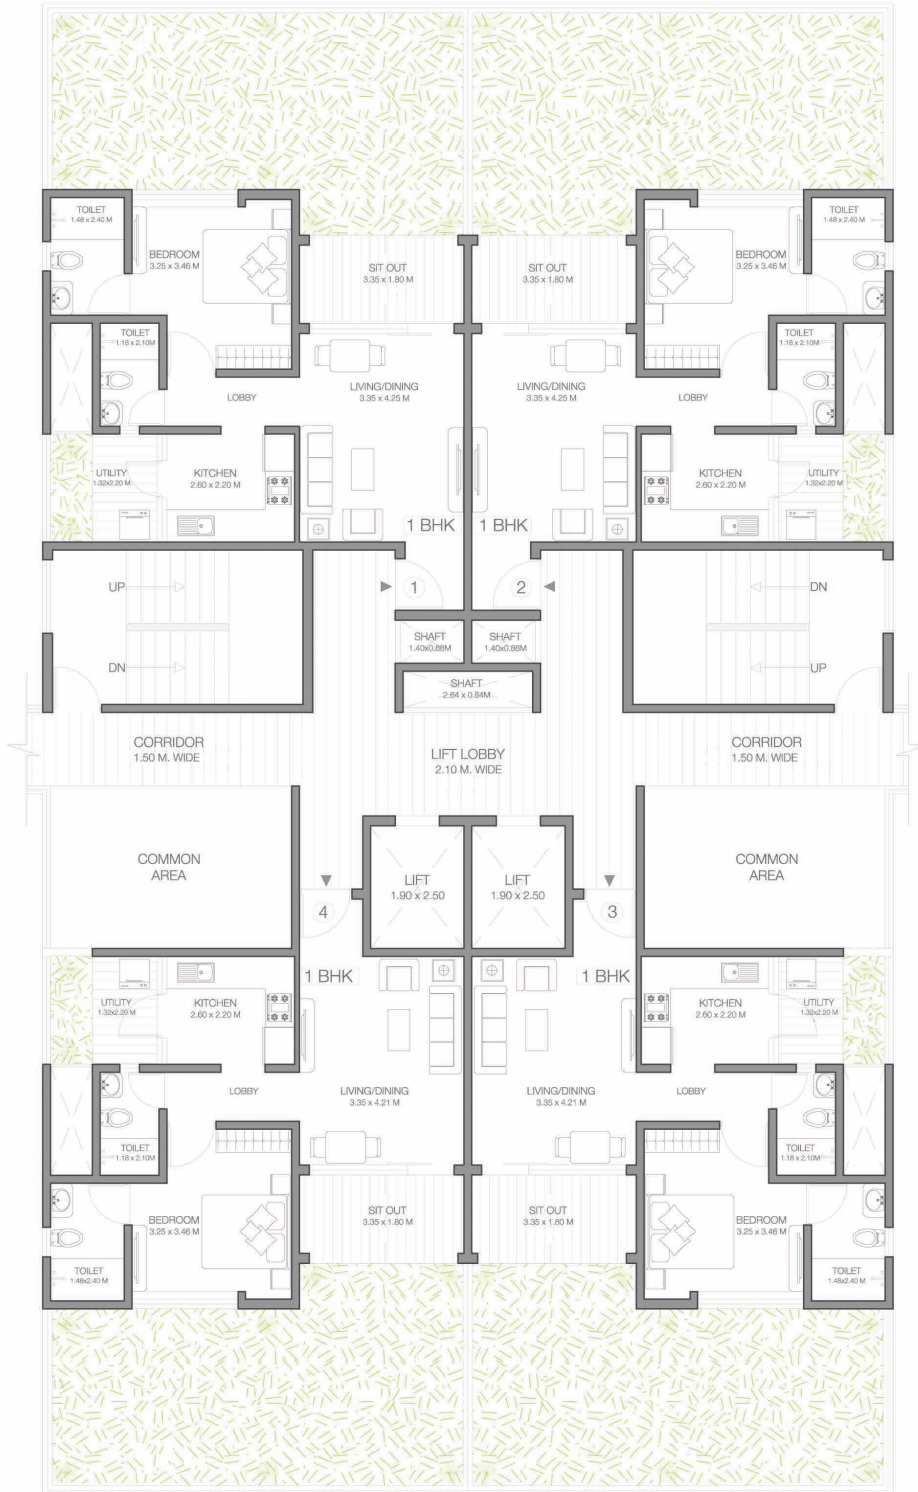 TOILET
1.48 x 2.40 M
BEDROOM
3.25 x 3.46 M
SIT OUT
3.35 x 1.80 M
SIT OUT
3.35 x 1.80 M
BEDROOM
3.25 x 3.46 M
TOILET
1.48 x 2.40 M
TOILET
1.18 x 2.10M
LOBBY
LIVING/DINING
3.35 x 4.25 M
LIVING/DINING
3.35 x 4.25 M
LOBBY
TOILET
1.18 x 2.10M
UTILITY
1.32x2.20 M
KITCHEN
2.60 x 2.20 M
1 BHK
1 BHK
KITCHEN
2.60 x 2.20 M
UTILITY
1.32x2.20 M
UP
DN
1
2
DN
UP
SHAFT
1.40x0.88M
SHAFT
1.40x0.88M
SHAFT
2.64 x 0.84M
CORRIDOR
1.50 M. WIDE
LIFT LOBBY
2.10 M. WIDE
CORRIDOR
1.50 M. WIDE
COMMON
AREA
LIFT
1.90 x 2.50
LIFT
1.90 x 2.50
COMMON
AREA
4
3
1 BHK
1 BHK
UTILITY
1.32x2.20 M
KITCHEN
2.60 x 2.20 M
KITCHEN
2.60 x 2.20 M
UTILITY
1.32x2.20 M
LOBBY
LIVING/DINING
3.35 x 4.21 M
LIVING/DINING
3.35 x 4.21 M
LOBBY
TOILET
1.18 x 2.10M
TOILET
1.18 x 2.10M
BEDROOM
3.25 x 3.46 M
SIT OUT
3.35 x 1.80 M
SIT OUT
3.35 x 1.80 M
BEDROOM
3.25 x 3.46 M
TOILET
1.48x2.40 M
TOILET
1.48x2.40 M